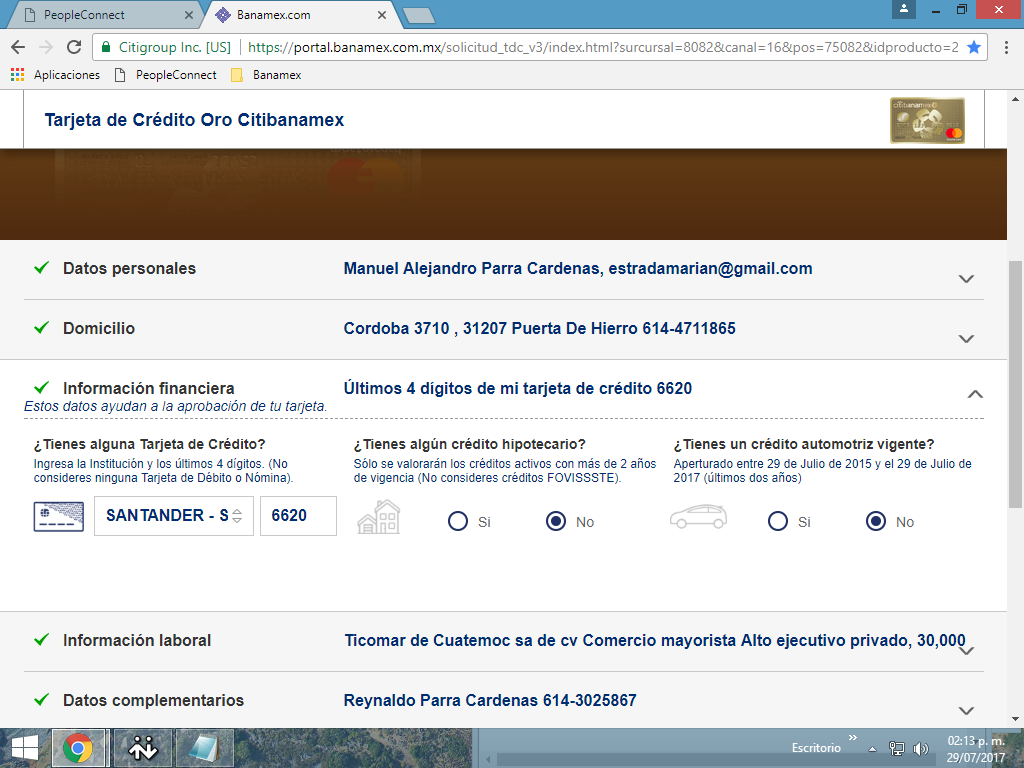 PeopleConnect
Banamex.com
Citigroup Inc. [US] https://portal.banamex.com.mx/solicitud_tdc_v3/index.html?surcursal=8082&canal=16&pos=75082&idproducto=2
Aplicaciones PeopleConnect Banamex
Tarjeta de Crédito Oro Citibanamex
Datos personales Manuel Alejandro Parra Cardenas, estradamarian@gmail.com
Domicilio Cordoba 3710 , 31207 Puerta De Hierro 614-4711865
Información financiera Últimos 4 dígitos de mi tarjeta de crédito 6620
Estos datos ayudan a la aprobación de tu tarjeta.
¿Tienes alguna Tarjeta de Crédito? ¿Tienes algún crédito hipotecario? ¿Tienes un crédito automotriz vigente?
Ingresa la Institución y los últimos 4 dígitos. (No Sólo se valorarán los créditos activos con más de 2 años Aperturado entre 29 de Julio de 2015 y el 29 de Julio de
consideres ninguna Tarjeta de Débito o Nómina). de vigencia (No consideres créditos FOVISSSTE). 2017 (últimos dos años)
SANTANDER - S 6620 Si No Si No
Información laboral Ticomar de Cuatemoc sa de cv Comercio mayorista Alto ejecutivo privado, 30,000
Datos complementarios Reynaldo Parra Cardenas 614-3025867
Escritorio
02:13 p. m.
29/07/2017